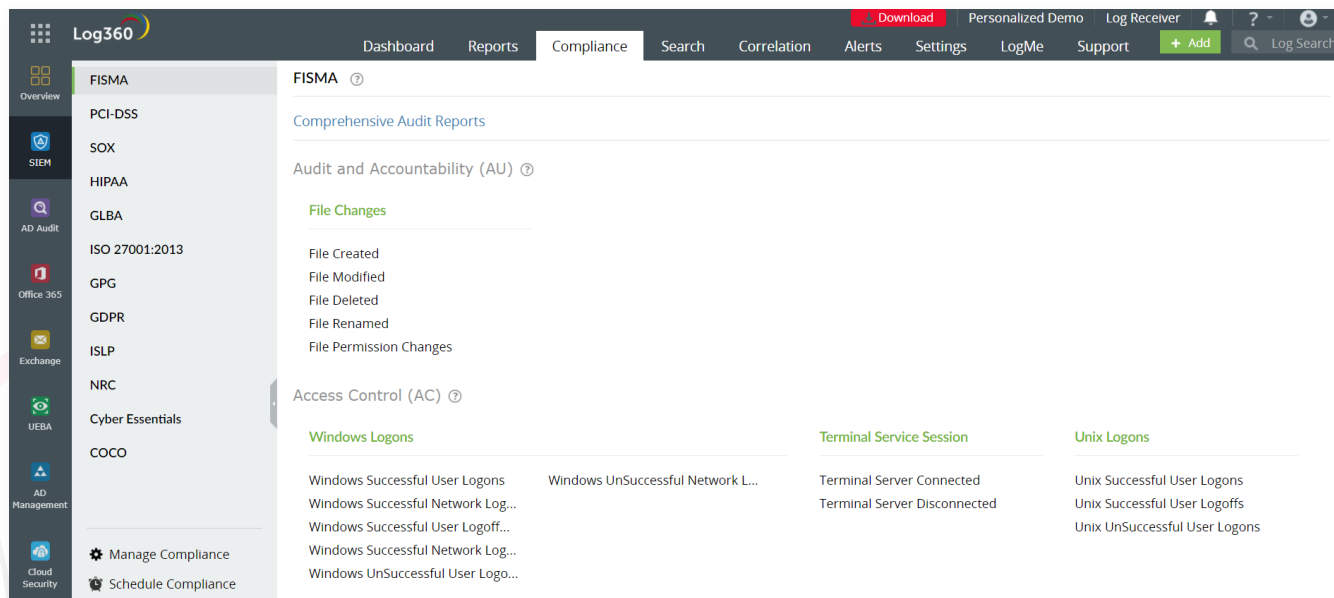 Log360
Download Personalized Demo Log Receiver ?
Dashboard Reports Compliance Search Correlation Alerts Settings LogMe Support + Add Log Search
Overview
SIEM
AD Audit
Office 365
Exchange
UEBA
AD
Management
Cloud
Security
FISMA
PCI-DSS
SOX
HIPAA
GLBA
ISO 27001:2013
GPG
GDPR
ISLP
NRC
Cyber Essentials
COCO
Manage Compliance
Schedule Compliance
FISMA ?
Comprehensive Audit Reports
Audit and Accountability (AU) ?
File Changes
File Created
File Modified
File Deleted
File Renamed
File Permission Changes
Access Control (AC) ?
Windows Logons
Windows Successful User Logons
Windows Successful Network Log...
Windows Successful User Logoff...
Windows Successful Network Log...
Windows UnSuccessful User Logo...
Windows UnSuccessful Network L...
Terminal Service Session
Terminal Server Connected
Terminal Server Disconnected
Unix Logons
Unix Successful User Logons
Unix Successful User Logoffs
Unix UnSuccessful User Logons